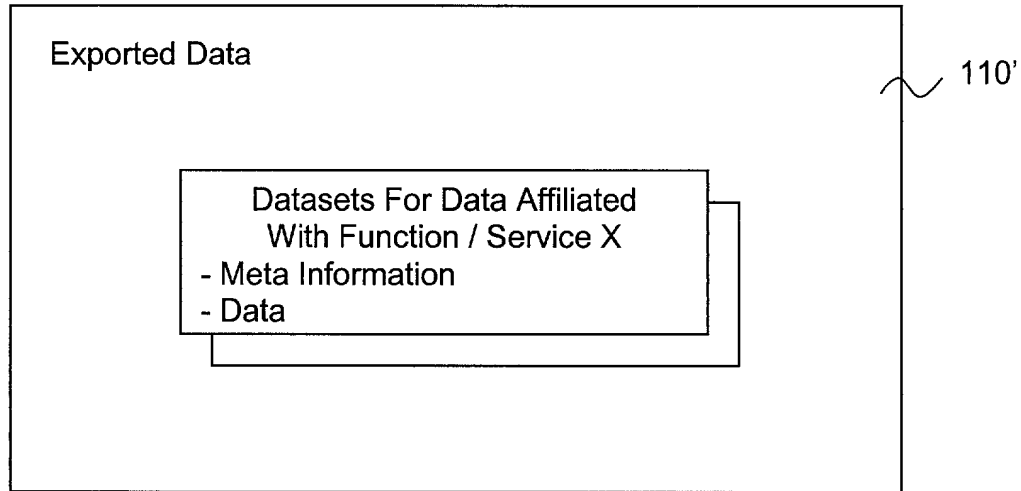 Exported Data
110'
Datasets For Data Affiliated
With Function / Service X
- Meta Information
- Data